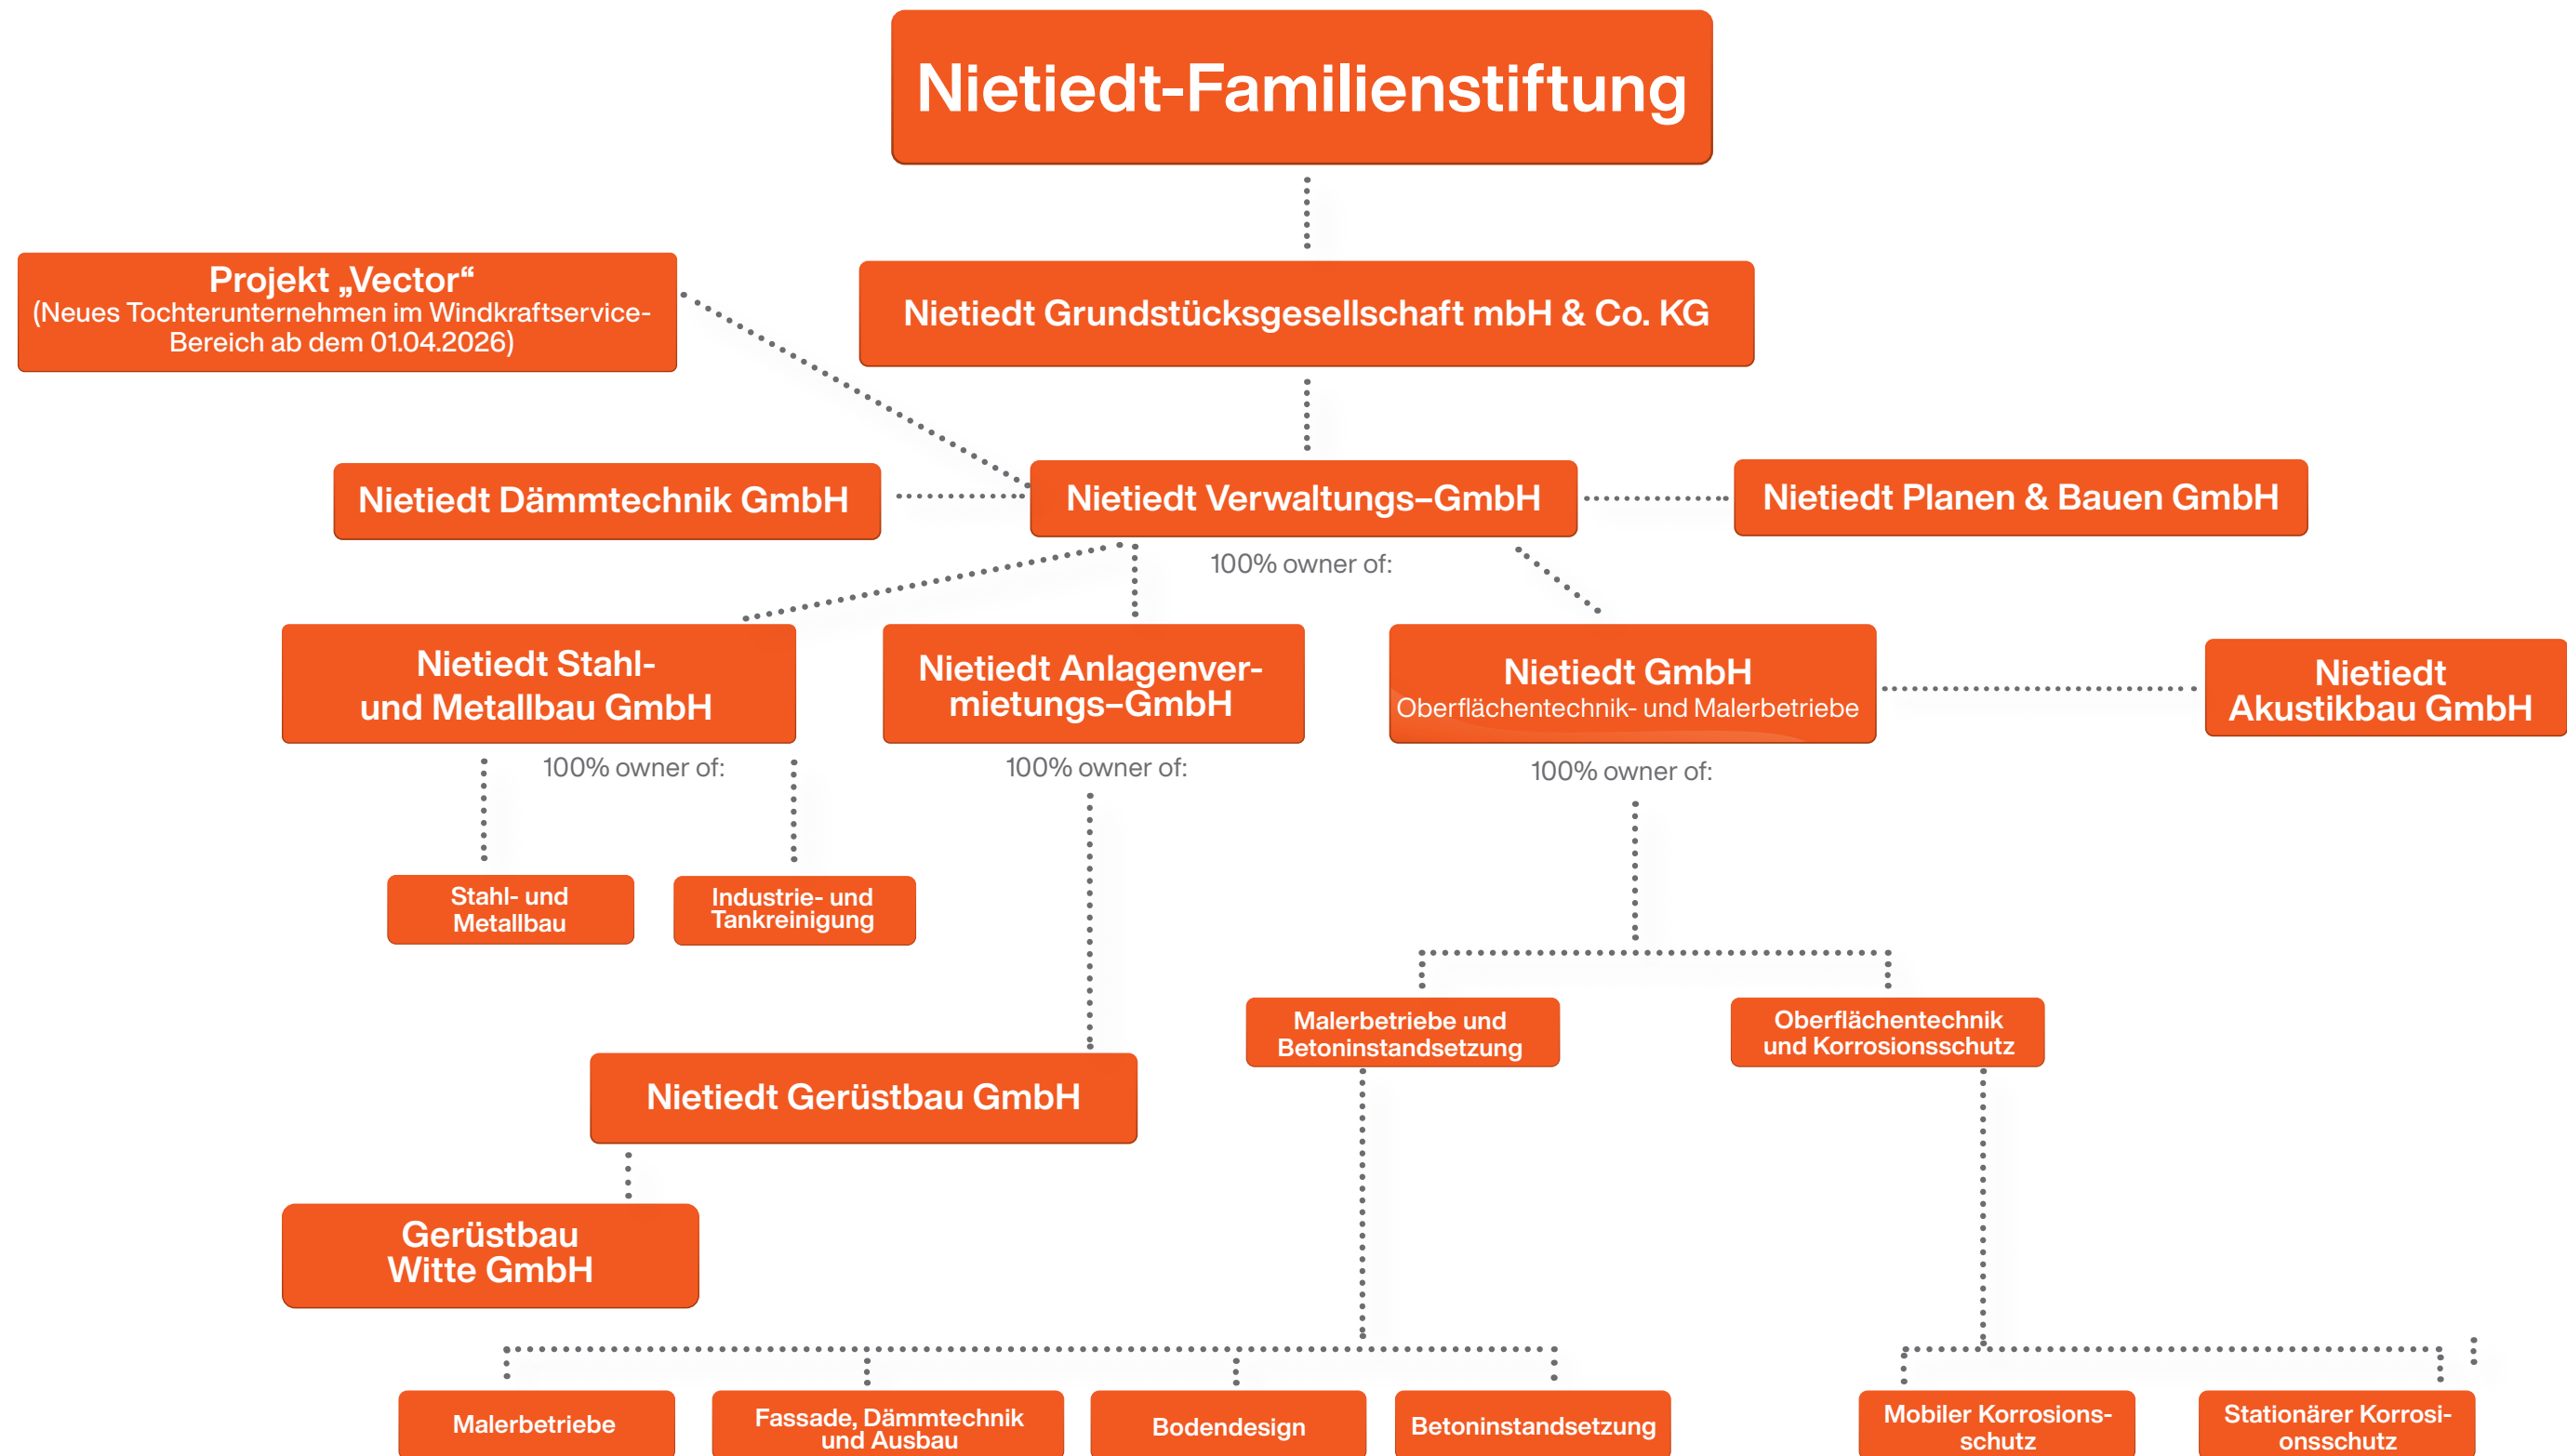 Nietiedt-Familienstiftung
Projekt „Vector“
(Neues Tochterunternehmen im Windkraftservice-
Bereich ab dem 01.04.2026)
Nietiedt Grundstücksgesellschaft mbH & Co. KG
Nietiedt Dämmtechnik GmbH
Nietiedt Verwaltungs–GmbH
Nietiedt Planen & Bauen GmbH
100% owner of:
Nietiedt Stahl-
und Metallbau GmbH
Nietiedt Anlagenver-
mietungs–GmbH
Nietiedt GmbH
Oberflächentechnik- und Malerbetriebe
Nietiedt
Akustikbau GmbH
100% owner of:
100% owner of:
100% owner of:
Stahl- und
Metallbau
Industrie- und
Tankreinigung
Malerbetriebe und
Betoninstandsetzung
Oberflächentechnik
und Korrosionsschutz
Nietiedt Gerüstbau GmbH
Gerüstbau
Witte GmbH
Malerbetriebe
Fassade, Dämmtechnik
und Ausbau
Bodendesign
Betoninstandsetzung
Mobiler Korrosions-
schutz
Stationärer Korrosi-
onsschutz